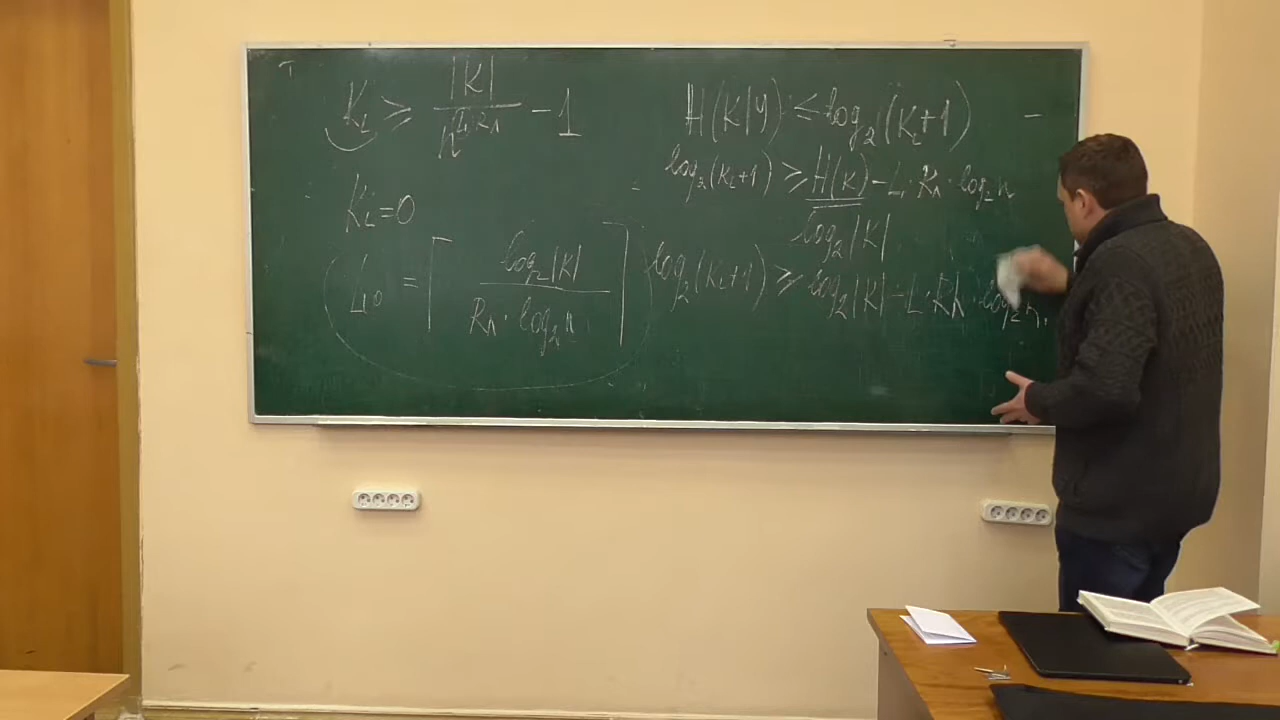 K_L ≥ |K| / n^{L·R_Λ} − 1
K_L = 0
L_0 = ⌈ log_2|K| / (R_Λ · log_2 n) ⌉
H(K|Y) ≤ log_2(K_L+1)
log_2(K_L+1) ≥ H(K) − L · R_Λ · log_2 n
log_2|K|
log_2(K_L+1) ≥ log_2|K| − L · R_Λ · log_2 n.